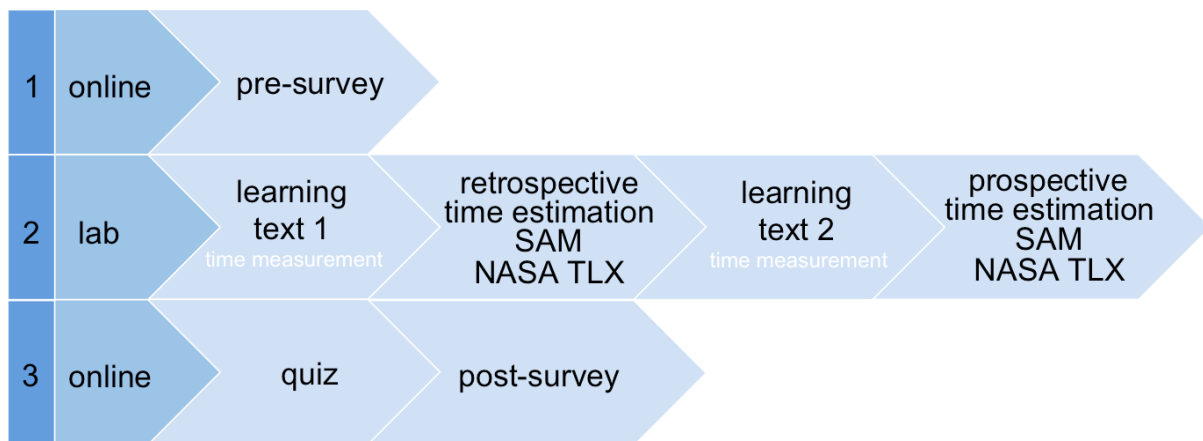 1
online
pre-survey
2
lab
learning
text 1
time measurement
retrospective
time estimation
SAM
NASA TLX
learning
text 2
time measurement
prospective
time estimation
SAM
NASA TLX
3
online
quiz
post-survey